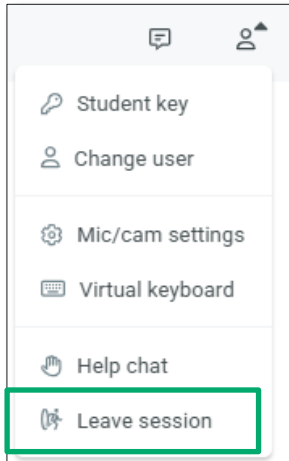 Student key
Change user
Mic/cam settings
Virtual keyboard
Help chat
Leave session